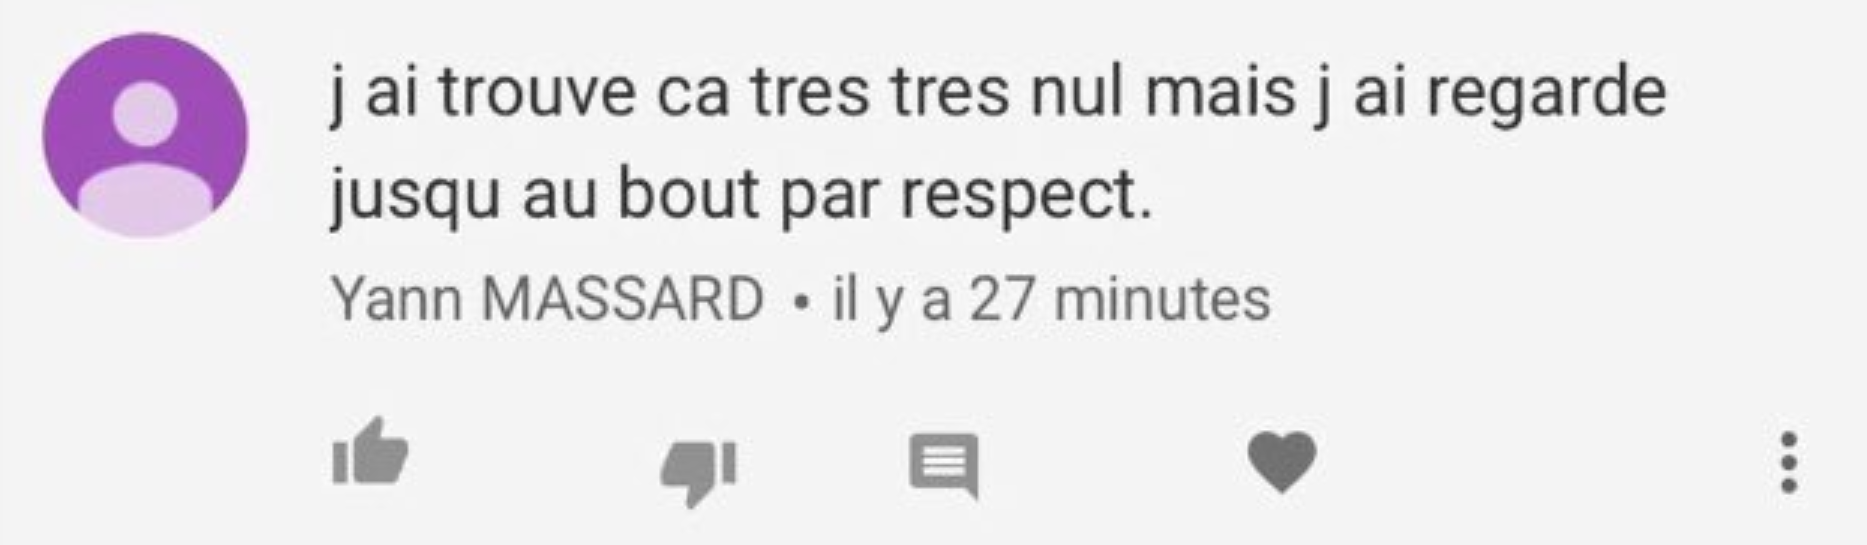 j ai trouve ca tres tres nul mais j ai regarde
jusqu au bout par respect.
Yann MASSARD • il y a 27 minutes